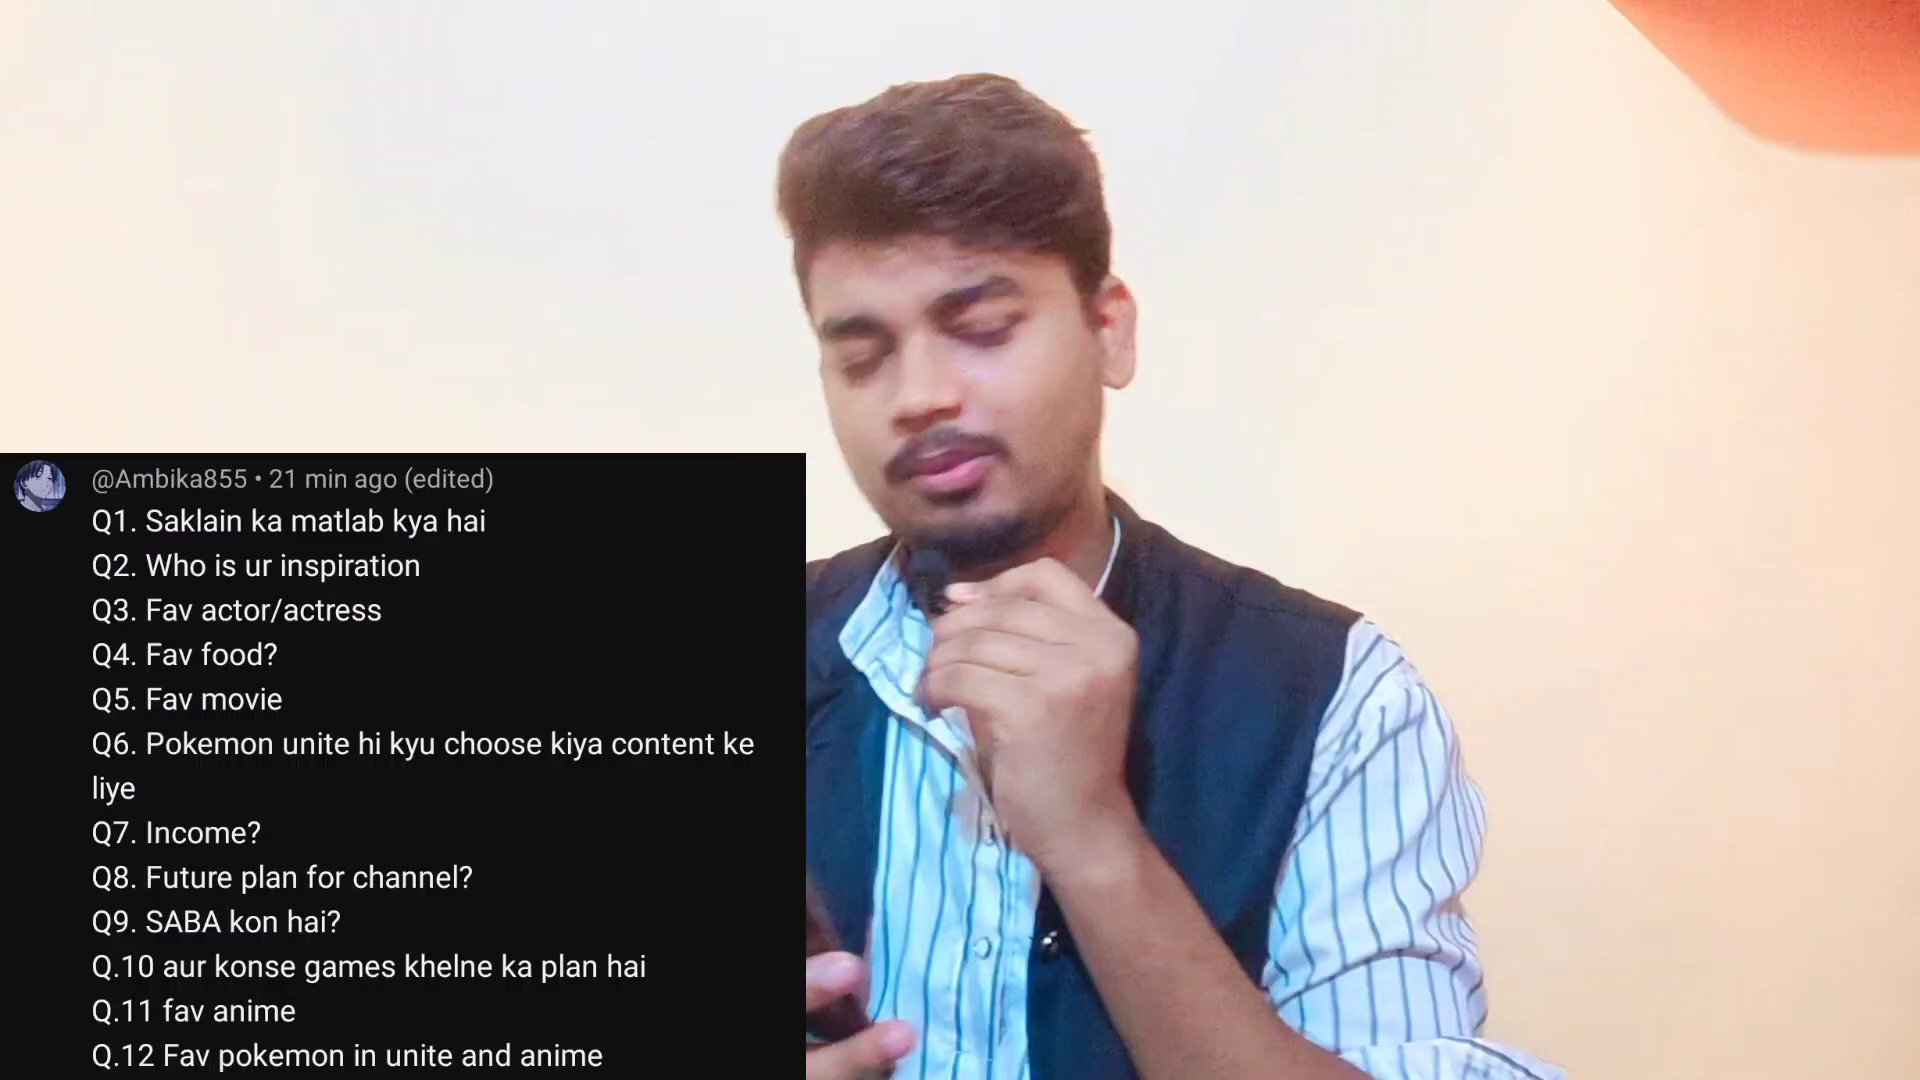 @Ambika855 • 21 min ago (edited)
Q1. Saklain ka matlab kya hai
Q2. Who is ur inspiration
Q3. Fav actor/actress
Q4. Fav food?
Q5. Fav movie
Q6. Pokemon unite hi kyu choose kiya content ke
liye
Q7. Income?
Q8. Future plan for channel?
Q9. SABA kon hai?
Q.10 aur konse games khelne ka plan hai
Q.11 fav anime
Q.12 Fav pokemon in unite and anime